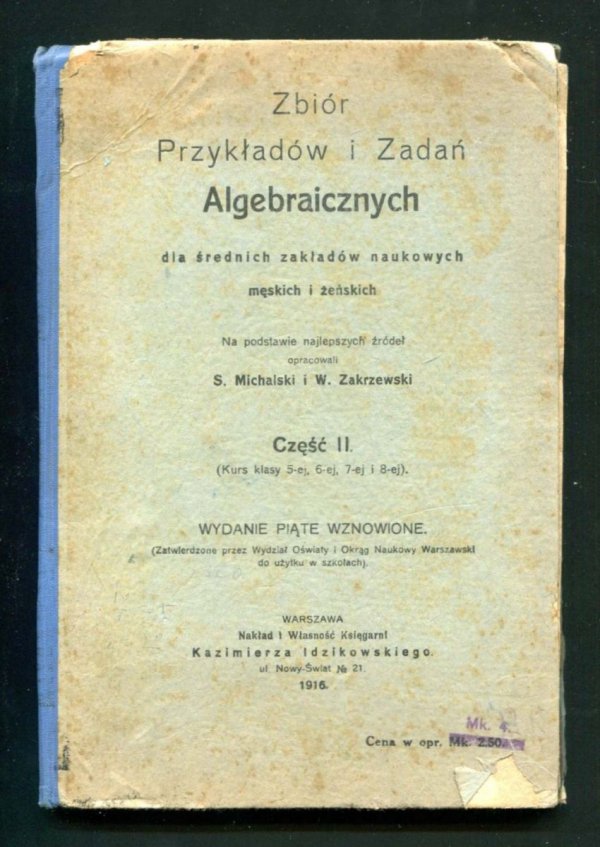 Zbiór
Przykładów i Zadań
Algebraicznych
dla średnich zakładów naukowych
męskich i żeńskich
Na podstawie najlepszych źródeł
opracowali
S. Michalski i W. Zakrzewski
Część II.
(Kurs klasy 5-ej, 6-ej, 7-ej i 8-ej).
WYDANIE PIĄTE WZNOWIONE.
(Zatwierdzone przez Wydział Oświaty i Okrąg Naukowy Warszawski
do użytku w szkołach).
WARSZAWA
Nakład i Własność Księgarni
Kazimierza Idzikowskiego.
ul. Nowy-Świat № 21.
1916.
Mk. 4.
Cena w opr. Mk. 2.50.